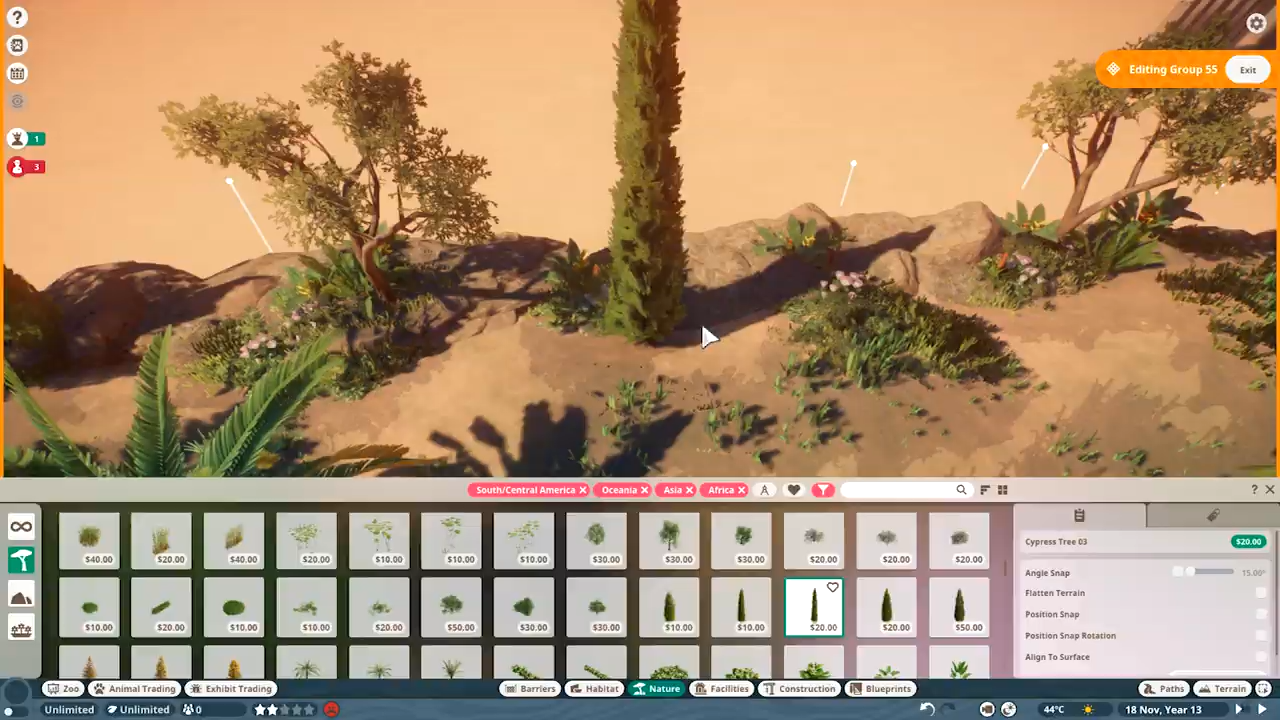 ?
Editing Group 55 Exit
1
3
South/Central America × Oceania × Asia × Africa ×
? ×
$40.00 $20.00 $40.00 $20.00 $10.00 $10.00 $10.00 $30.00 $30.00 $30.00 $20.00 $20.00 $20.00
Cypress Tree 03 $20.00
Angle Snap 15.00°
Flatten Terrain
$10.00 $20.00 $10.00 $10.00 $20.00 $50.00 $30.00 $30.00 $10.00 $10.00 $20.00 $20.00 $50.00
Position Snap
Position Snap Rotation
Align To Surface
Zoo Animal Trading Exhibit Trading Barriers Habitat Nature Facilities Construction Blueprints Paths Terrain
Unlimited Unlimited 0 44°C 18 Nov, Year 13